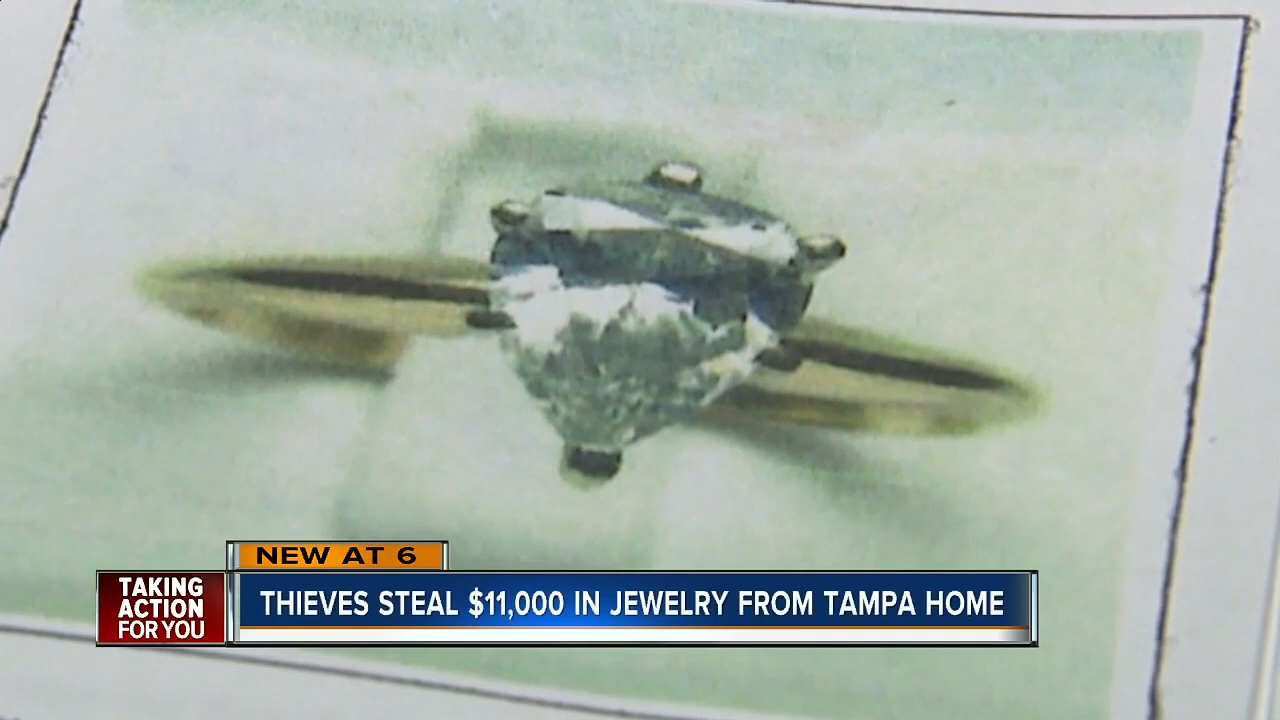 NEW AT 6
TAKING
ACTION
FOR YOU
THIEVES STEAL $11,000 IN JEWELRY FROM TAMPA HOME